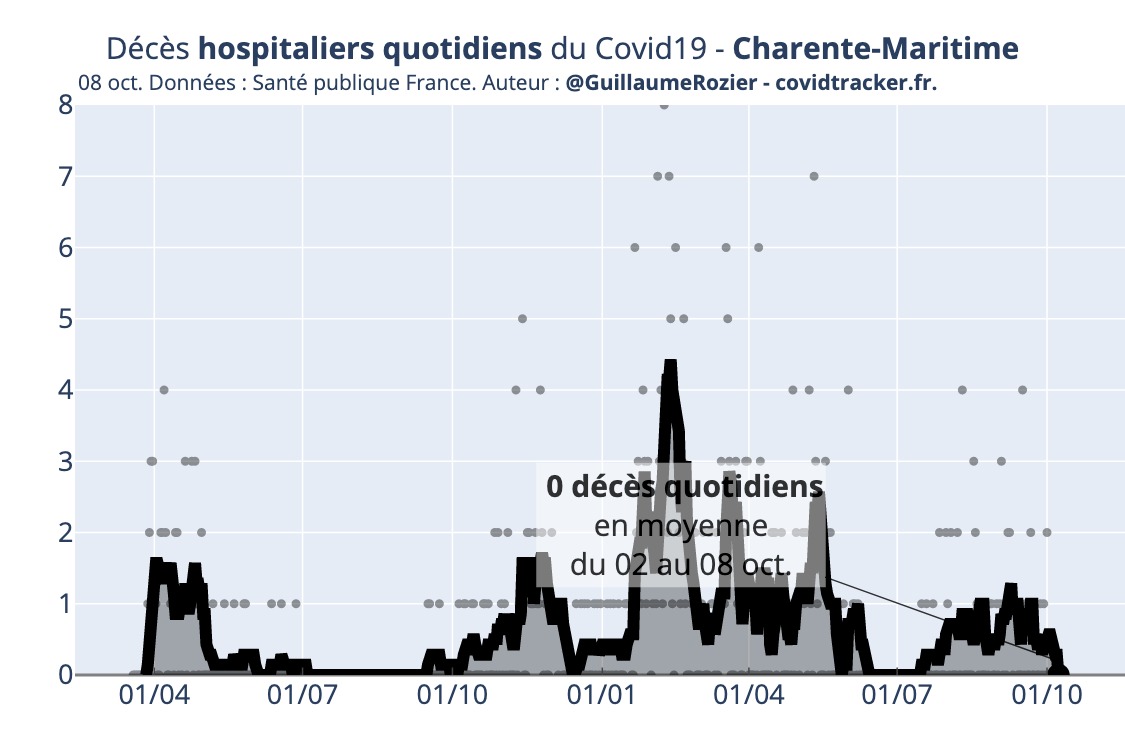 Décès hospitaliers quotidiens du Covid19 - Charente-Maritime
08 oct. Données : Santé publique France. Auteur : @GuillaumeRozier - covidtracker.fr.
8
7
6
5
4
3
2
1
0
0 décès quotidiens
en moyenne
du 02 au 08 oct.
01/04 01/07 01/10 01/01 01/04 01/07 01/10